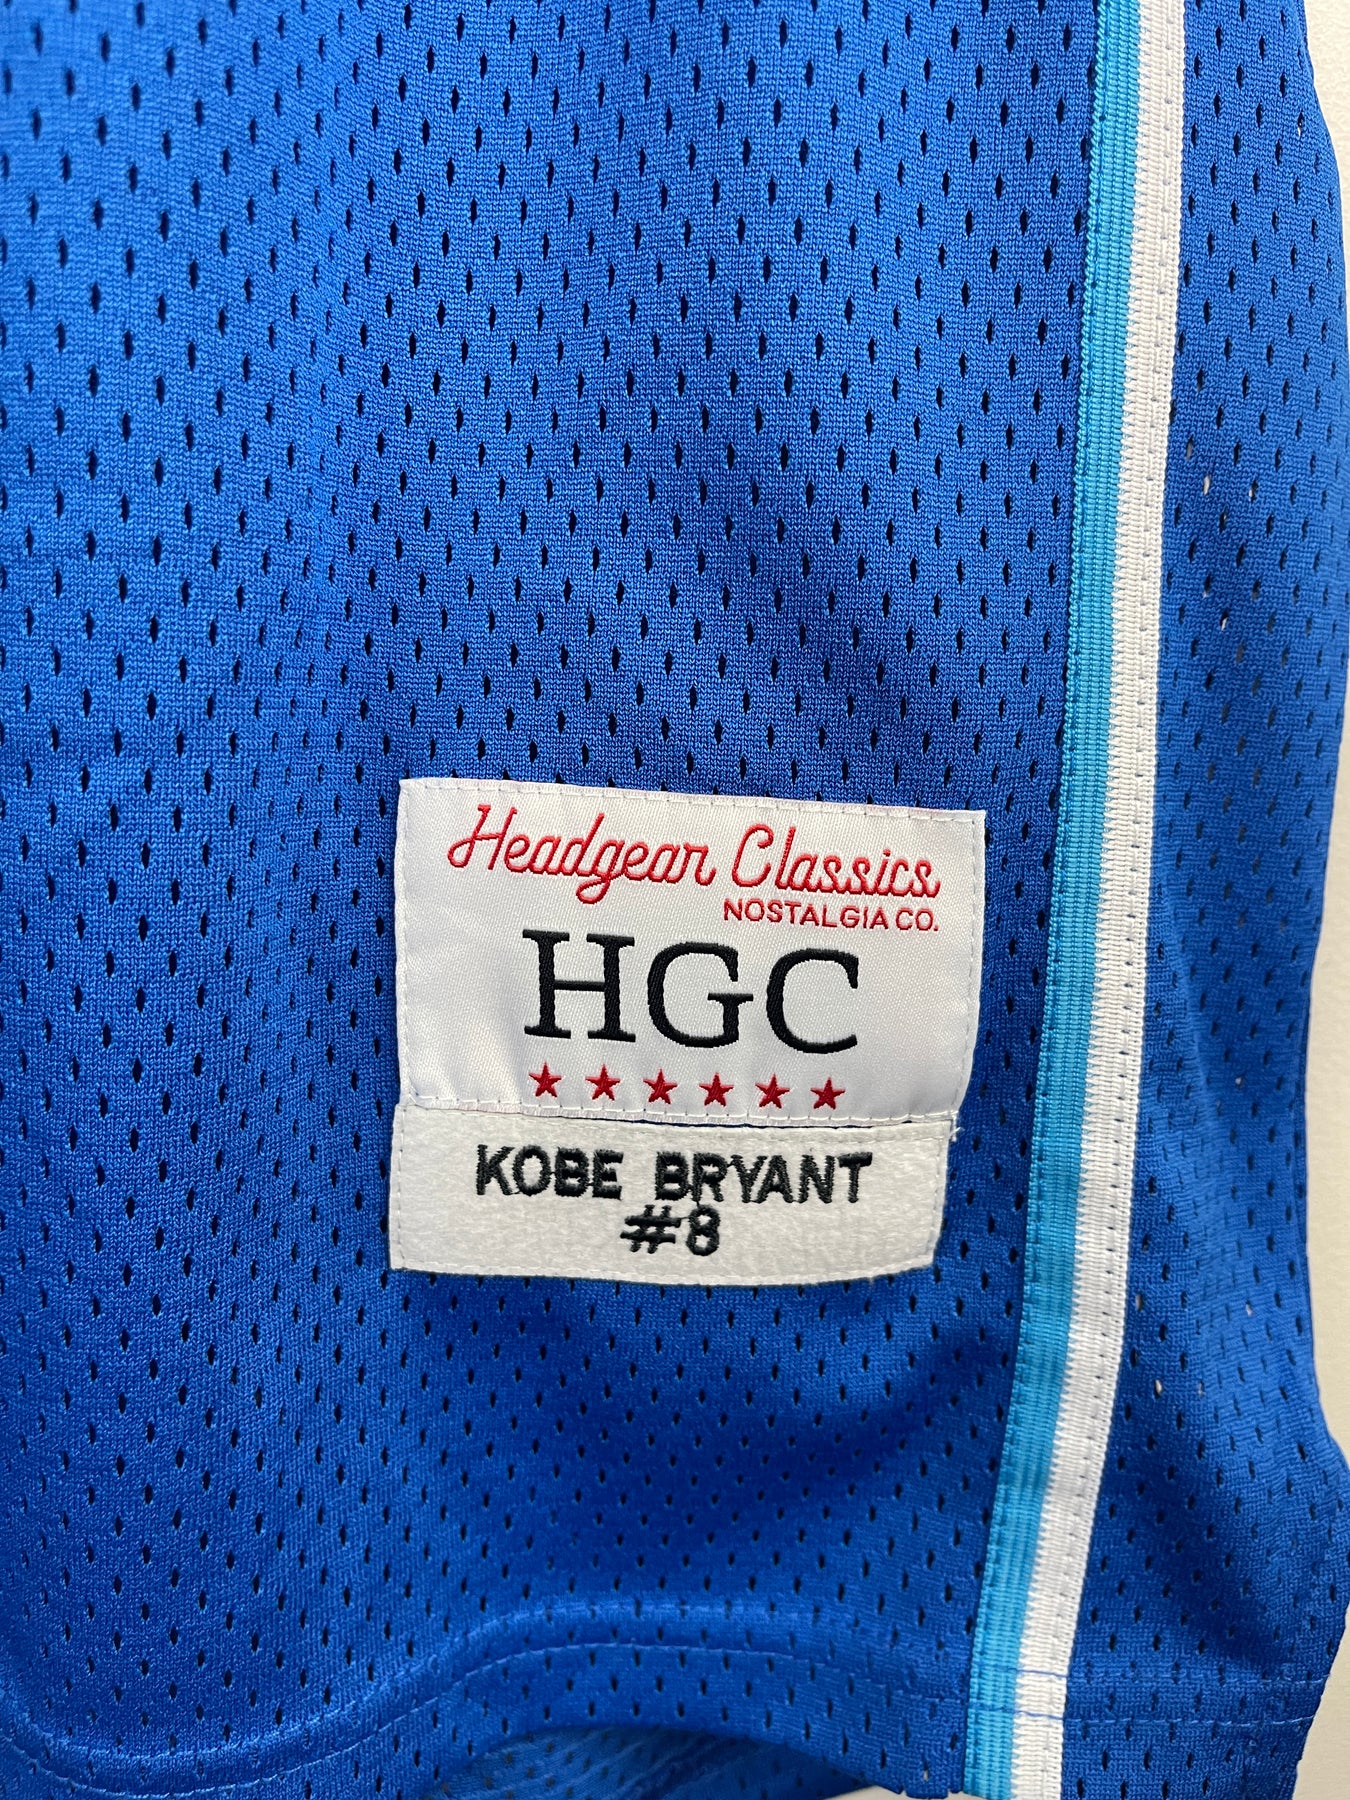 Headgear Classics
NOSTALGIA CO.
HGC
KOBE BRYANT
#8